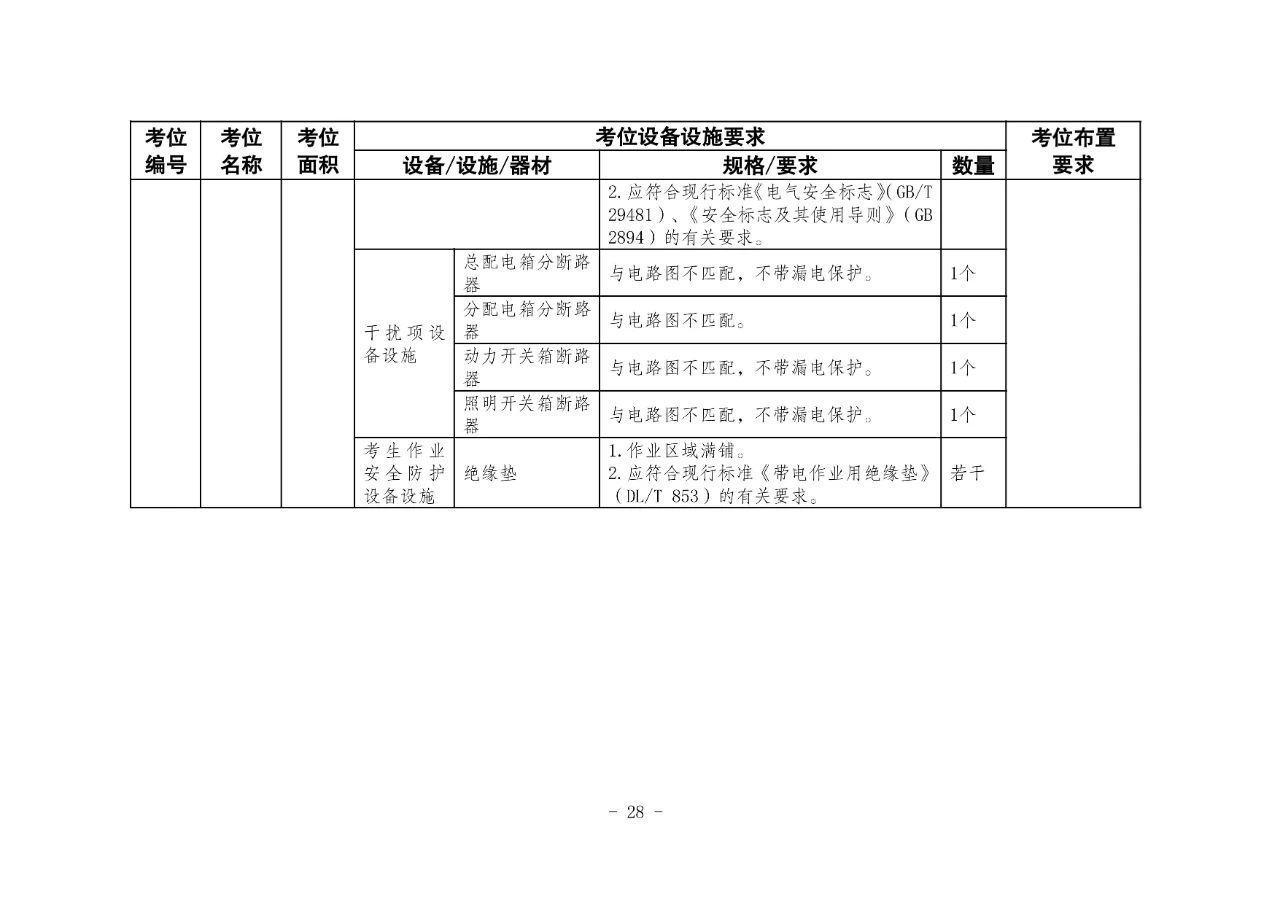 考位编号
考位名称
考位面积
考位设备设施要求
考位布置要求
设备/设施/器材
规格/要求
数量
2.应符合现行标准《电气安全标志》（GB/T
29481）、《安全标志及其使用导则》（GB
2894）的有关要求。
干扰项设
备设施
总配电箱分断路
器
与电路图不匹配，不带漏电保护。
1个
分配电箱分断路
器
与电路图不匹配。
1个
动力开关箱断路
器
与电路图不匹配，不带漏电保护。
1个
照明开关箱断路
器
与电路图不匹配，不带漏电保护。
1个
考生作业
安全防护
设备设施
绝缘垫
1.作业区域满铺。
2.应符合现行标准《带电作业用绝缘垫》
（DL/T 853）的有关要求。
若干
- 28 -